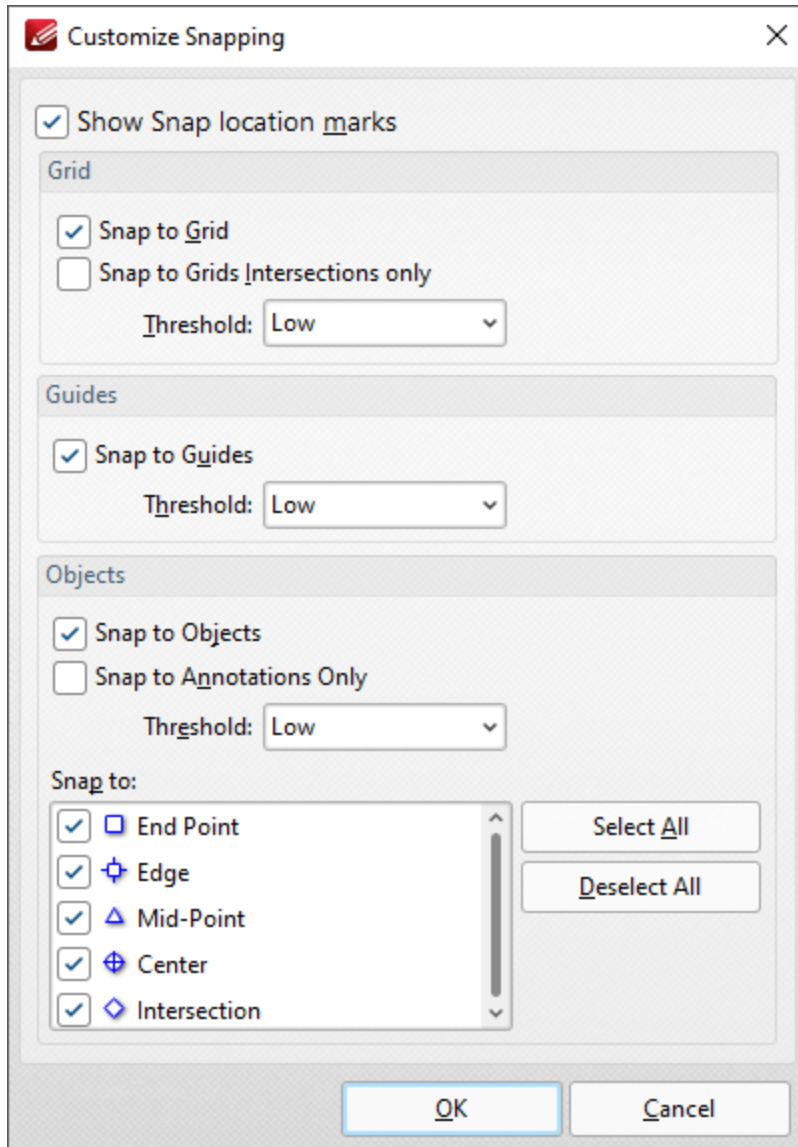 Customize Snapping
Show Snap location marks
Grid
Snap to Grid
Snap to Grids Intersections only
Threshold: Low
Guides
Snap to Guides
Threshold: Low
Objects
Snap to Objects
Snap to Annotations Only
Threshold: Low
Snap to:
End Point
Edge
Mid-Point
Center
Intersection
Select All
Deselect All
OK
Cancel